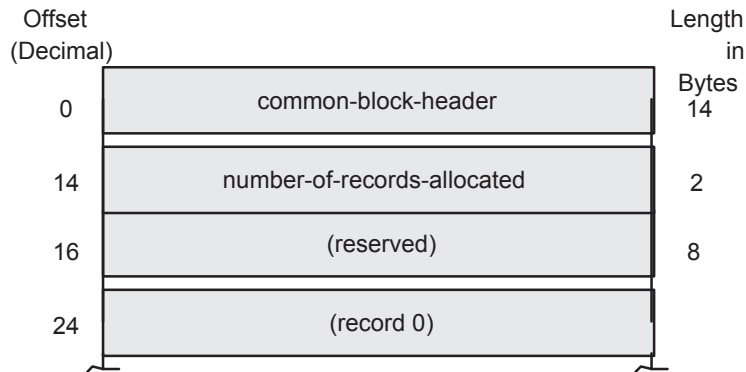 Offset
(Decimal)
Length
in
Bytes
0 common-block-header 14
14 number-of-records-allocated 2
16 (reserved) 8
24 (record 0)